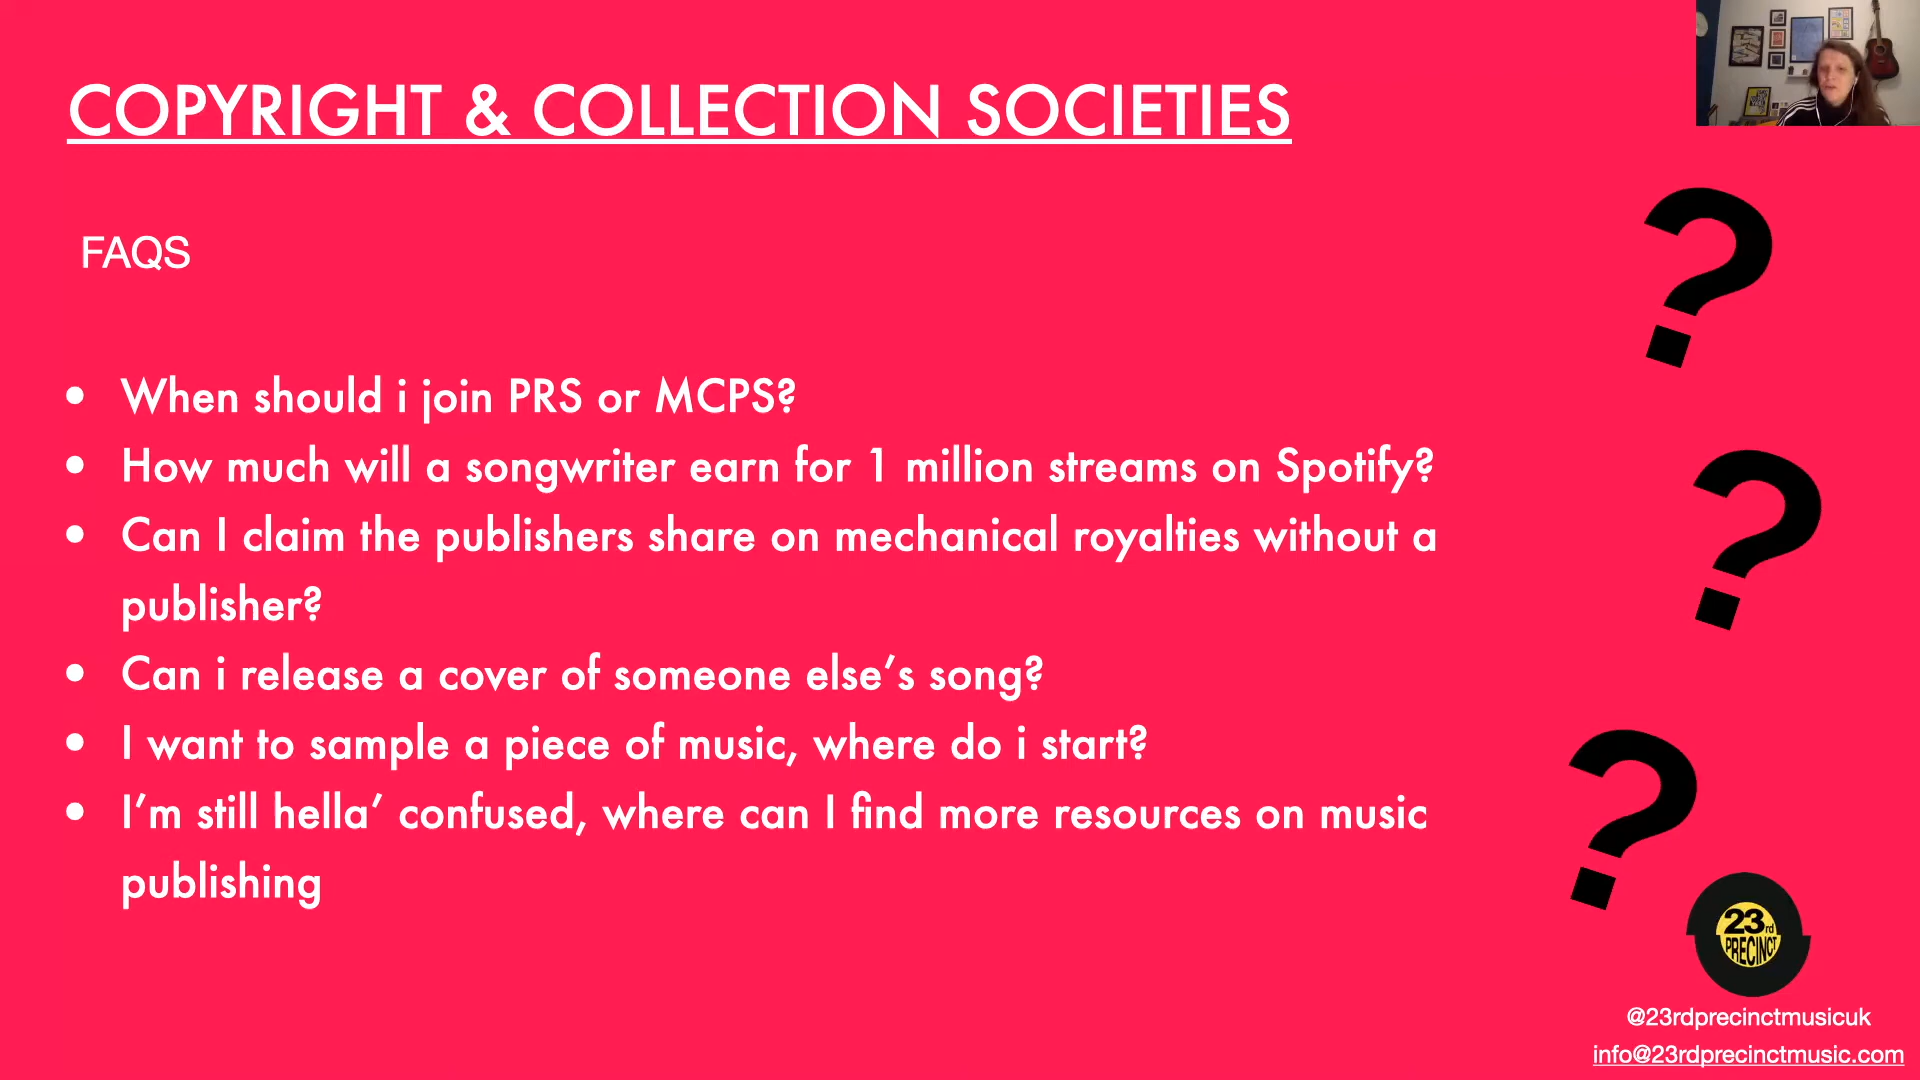 COPYRIGHT & COLLECTION SOCIETIES
FAQS
• When should i join PRS or MCPS?
• How much will a songwriter earn for 1 million streams on Spotify?
• Can I claim the publishers share on mechanical royalties without a
publisher?
• Can i release a cover of someone else’s song?
• I want to sample a piece of music, where do i start?
• I’m still hella’ confused, where can I find more resources on music
publishing
?
?
?
23rd
PRECINCT
@23rdprecinctmusicuk
info@23rdprecinctmusic.com